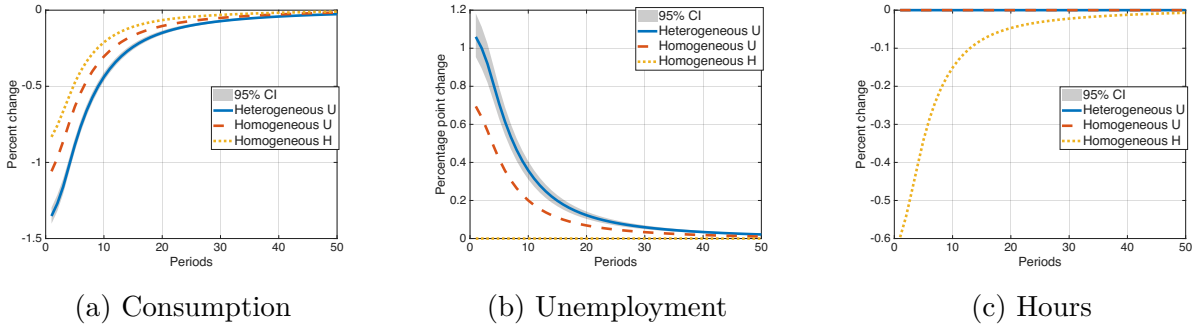 0
-0.5
-1
-1.5
Percent change
0 10 20 30 40 50
Periods
95% CI
Heterogeneous U
Homogeneous U
Homogeneous H
(a) Consumption
1.2
1
0.8
0.6
0.4
0.2
0
Percentage point change
0 10 20 30 40 50
Periods
95% CI
Heterogeneous U
Homogeneous U
Homogeneous H
(b) Unemployment
0
-0.1
-0.2
-0.3
-0.4
-0.5
-0.6
Percent change
0 10 20 30 40 50
Periods
95% CI
Heterogeneous U
Homogeneous U
Homogeneous H
(c) Hours